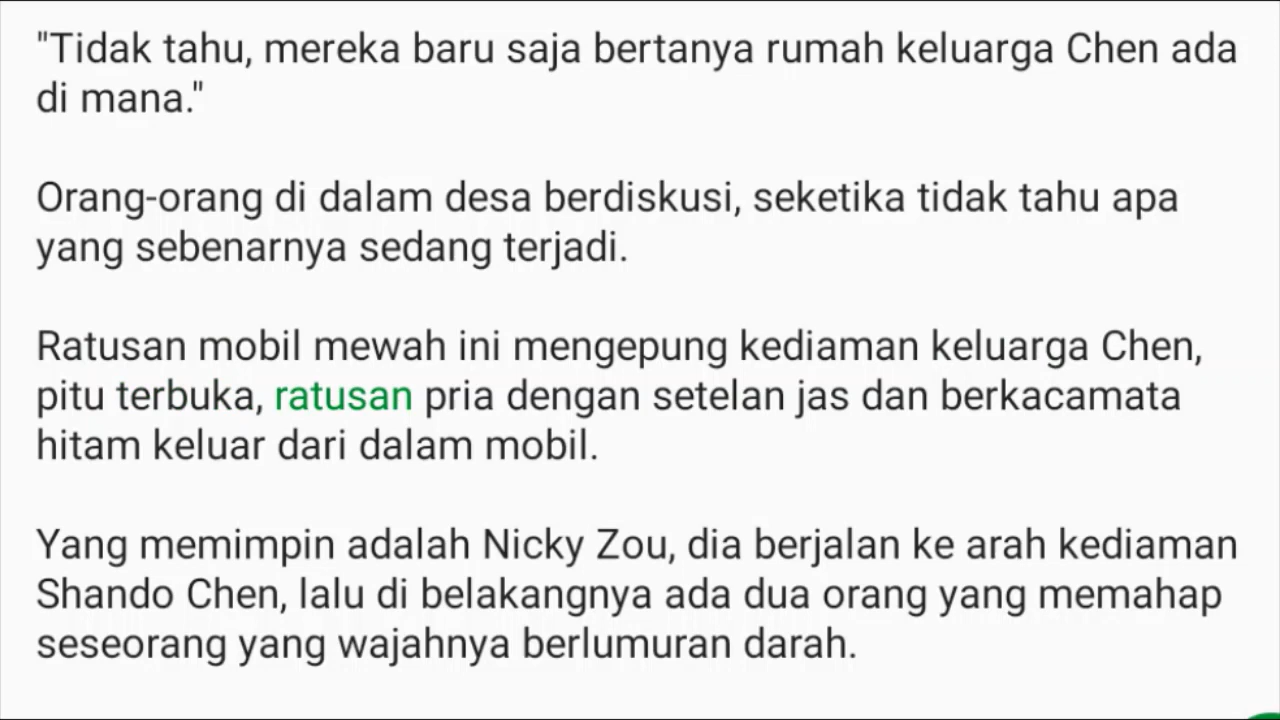 "Tidak tahu, mereka baru saja bertanya rumah keluarga Chen ada
di mana."
Orang-orang di dalam desa berdiskusi, seketika tidak tahu apa
yang sebenarnya sedang terjadi.
Ratusan mobil mewah ini mengepung kediaman keluarga Chen,
pitu terbuka, ratusan pria dengan setelan jas dan berkacamata
hitam keluar dari dalam mobil.
Yang memimpin adalah Nicky Zou, dia berjalan ke arah kediaman
Shando Chen, lalu di belakangnya ada dua orang yang memahap
seseorang yang wajahnya berlumuran darah.